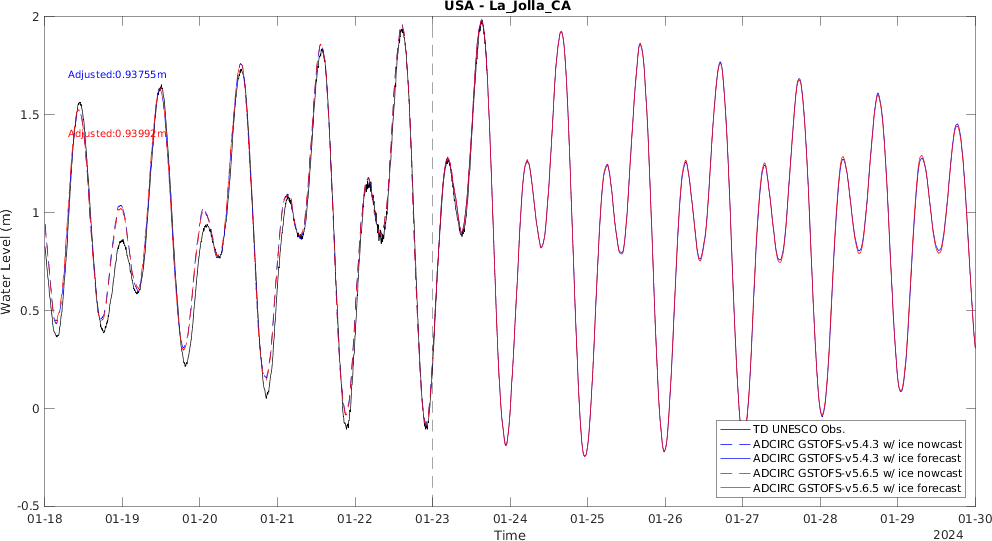 USA - La_Jolla_CA
2
1.5
1
0.5
0
-0.5
Water Level (m)
Adjusted:0.93755m
Adjusted:0.93992m
TD UNESCO Obs.
ADCIRC GSTOFS-v5.4.3 w/ ice nowcast
ADCIRC GSTOFS-v5.4.3 w/ ice forecast
ADCIRC GSTOFS-v5.6.5 w/ ice nowcast
ADCIRC GSTOFS-v5.6.5 w/ ice forecast
01-18 01-19 01-20 01-21 01-22 01-23 01-24 01-25 01-26 01-27 01-28 01-29 01-30
Time
2024